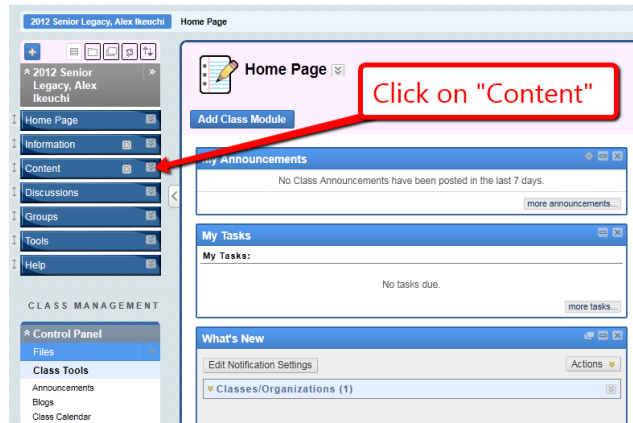 2012 Senior Legacy, Alex Ikeuchi Home Page
2012 Senior
Legacy, Alex
Ikeuchi
Home Page
Information
Content
Discussions
Groups
Tools
Help
CLASS MANAGEMENT
Control Panel
Files
Class Tools
Announcements
Blogs
Class Calendar
Home Page
Click on "Content"
Add Class Module
My Announcements
No Class Announcements have been posted in the last 7 days.
more announcements...
My Tasks
My Tasks:
No tasks due.
more tasks...
What's New
Edit Notification Settings Actions
Classes/Organizations (1)